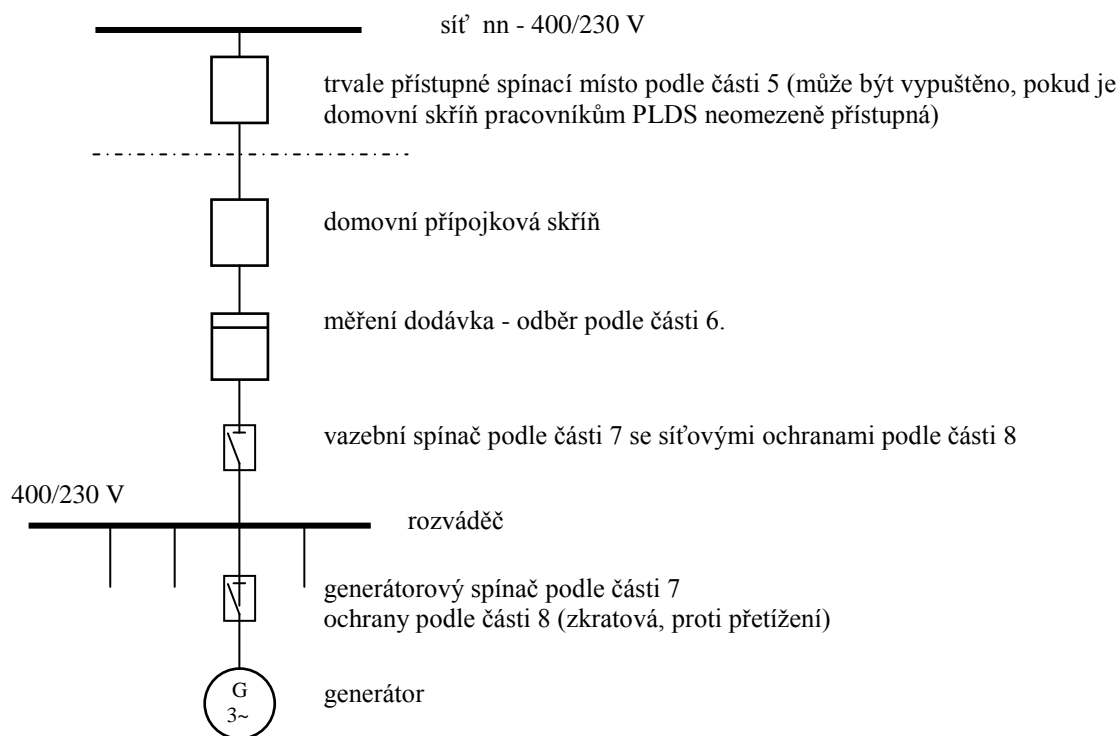 síť nn - 400/230 V
trvale přístupné spínací místo podle části 5 (může být vypuštěno, pokud je
domovní skříň pracovníkům PLDS neomezeně přístupná)
domovní přípojková skříň
měření dodávka - odběr podle části 6.
vazební spínač podle části 7 se síťovými ochranami podle části 8
400/230 V
rozváděč
generátorový spínač podle části 7
ochrany podle části 8 (zkratová, proti přetížení)
G
3~
generátor